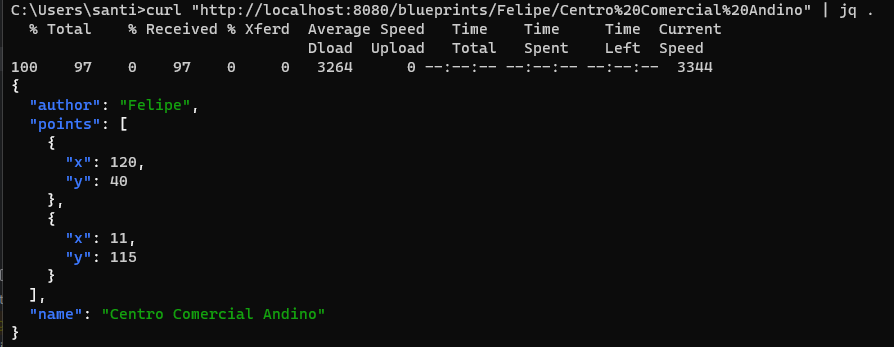 C:\Users\santi>curl "http://localhost:8080/blueprints/Felipe/Centro%20Comercial%20Andino" | jq .
  % Total    % Received % Xferd  Average Speed   Time    Time     Time  Current
                                 Dload  Upload   Total   Spent    Left  Speed
100    97    0    97    0     0   3264      0 --:--:-- --:--:-- --:--:--  3344
{
  "author": "Felipe",
  "points": [
    {
      "x": 120,
      "y": 40
    },
    {
      "x": 11,
      "y": 115
    }
  ],
  "name": "Centro Comercial Andino"
}